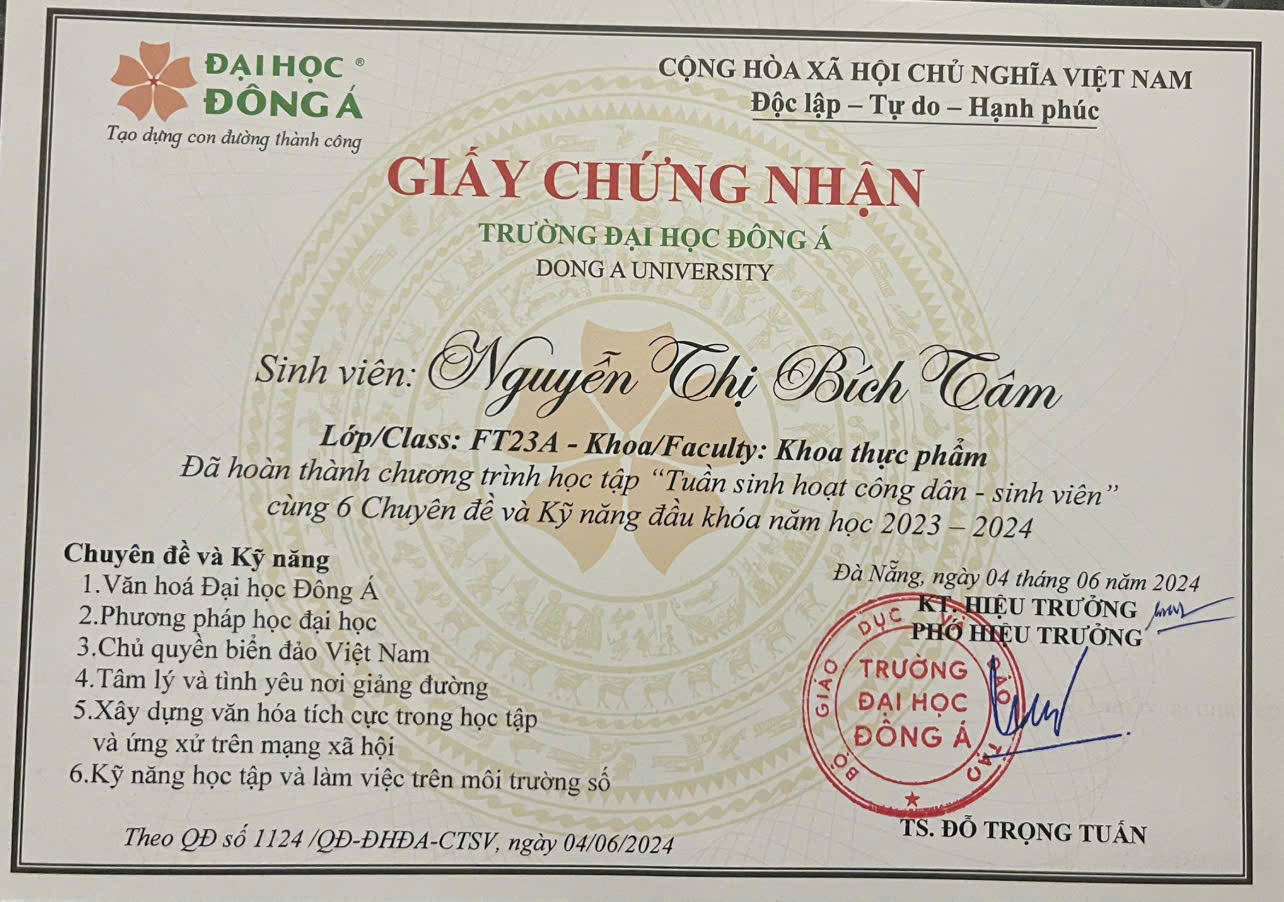 ĐẠI HỌC ®
ĐÔNG Á
Tạo dựng con đường thành công
CỘNG HÒA XÃ HỘI CHỦ NGHĨA VIỆT NAM
Độc lập – Tự do – Hạnh phúc
GIẤY CHỨNG NHẬN
TRƯỜNG ĐẠI HỌC ĐÔNG Á
DONG A UNIVERSITY
Sinh viên: Nguyễn Thị Bích Tâm
Lớp/Class: FT23A - Khoa/Faculty: Khoa thực phẩm
Đã hoàn thành chương trình học tập “Tuần sinh hoạt công dân - sinh viên”
cùng 6 Chuyên đề và Kỹ năng đầu khóa năm học 2023 – 2024
Chuyên đề và Kỹ năng
1.Văn hoá Đại học Đông Á
2.Phương pháp học đại học
3.Chủ quyền biển đảo Việt Nam
4.Tâm lý và tình yêu nơi giảng đường
5.Xây dựng văn hóa tích cực trong học tập
và ứng xử trên mạng xã hội
6.Kỹ năng học tập và làm việc trên môi trường số
Theo QĐ số 1124 /QĐ-ĐHĐA-CTSV, ngày 04/06/2024
Đà Nẵng, ngày 04 tháng 06 năm 2024
KT. HIỆU TRƯỞNG
PHÓ HIỆU TRƯỞNG
BỘ GIÁO DỤC VÀ ĐÀO TẠO
TRƯỜNG
ĐẠI HỌC
ĐÔNG Á
TS. ĐỖ TRỌNG TUẤN